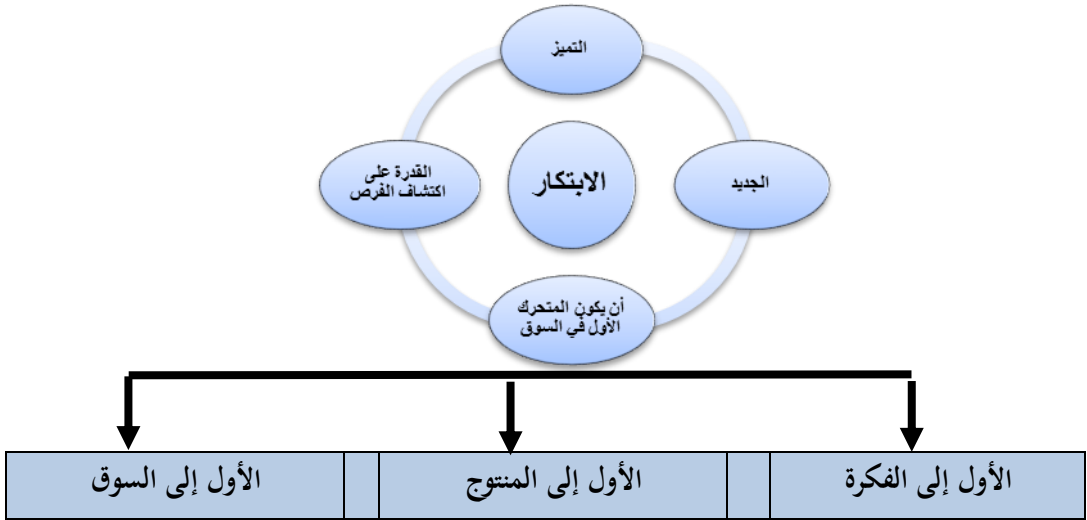 التميز
الجديد
الابتكار
القدرة على
اكتشاف الفرص
أن يكون المتحرك
الأول في السوق
الأول إلى الفكرة
الأول إلى المنتوج
الأول إلى السوق